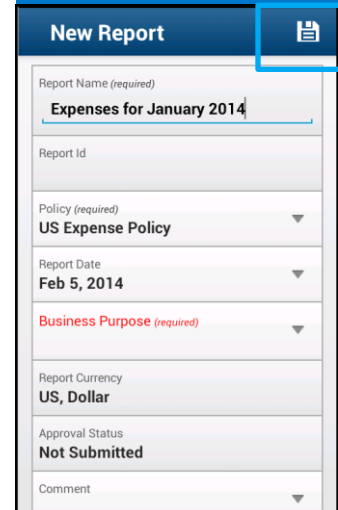 New Report
Report Name (required)
Expenses for January 2014
Report Id
Policy (required)
US Expense Policy
Report Date
Feb 5, 2014
Business Purpose (required)
Report Currency
US, Dollar
Approval Status
Not Submitted
Comment